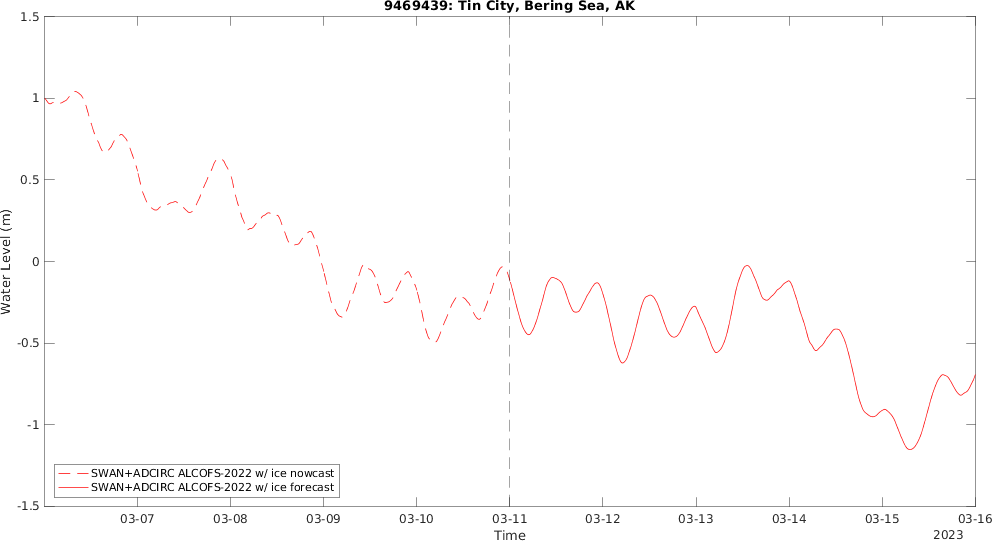 9469439: Tin City, Bering Sea, AK
1.5
1
0.5
0
-0.5
-1
-1.5
Water Level (m)
SWAN+ADCIRC ALCOFS-2022 w/ ice nowcast
SWAN+ADCIRC ALCOFS-2022 w/ ice forecast
03-07 03-08 03-09 03-10 03-11 03-12 03-13 03-14 03-15 03-16
Time
2023